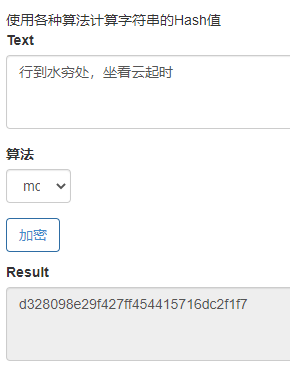 使用各种算法计算字符串的Hash值
Text
行到水穷处，坐看云起时
算法
加密
Result
d328098e29f427ff454415716dc2f1f7